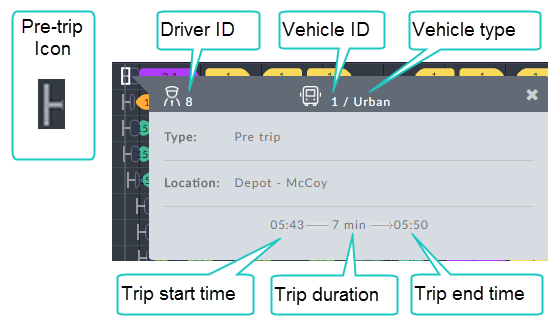 Pre-trip
Icon
Driver ID
Vehicle ID
Vehicle type
8
1 / Urban
Type: Pre trip
Location: Depot - McCoy
05:43 7 min 05:50
Trip start time
Trip duration
Trip end time